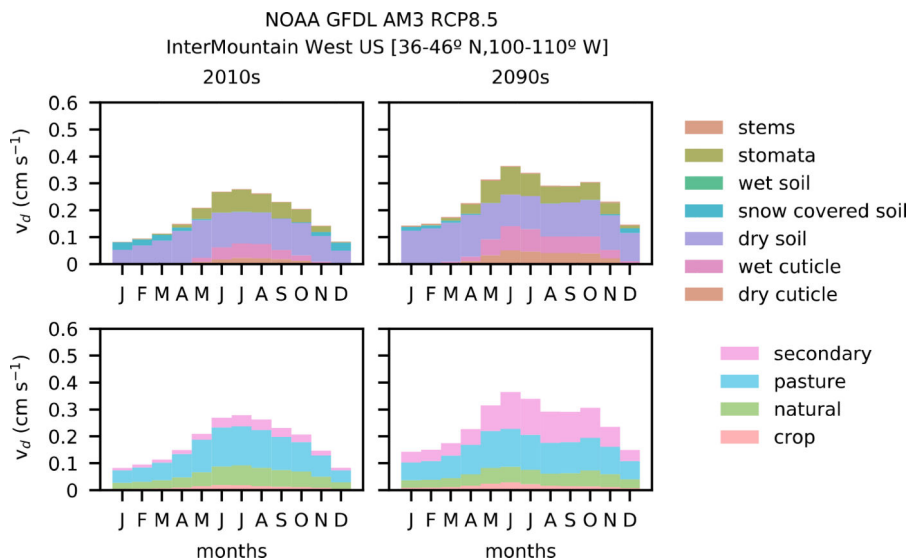 NOAA GFDL AM3 RCP8.5
InterMountain West US [36-46º N,100-110º W]
2010s
2090s
0.6
0.5
0.4
0.3
0.2
0.1
0
v_d (cm s⁻¹)
J F M A M J J A S O N D
J F M A M J J A S O N D
stems
stomata
wet soil
snow covered soil
dry soil
wet cuticle
dry cuticle
0.6
0.5
0.4
0.3
0.2
0.1
0
v_d (cm s⁻¹)
J F M A M J J A S O N D
months
J F M A M J J A S O N D
months
secondary
pasture
natural
crop